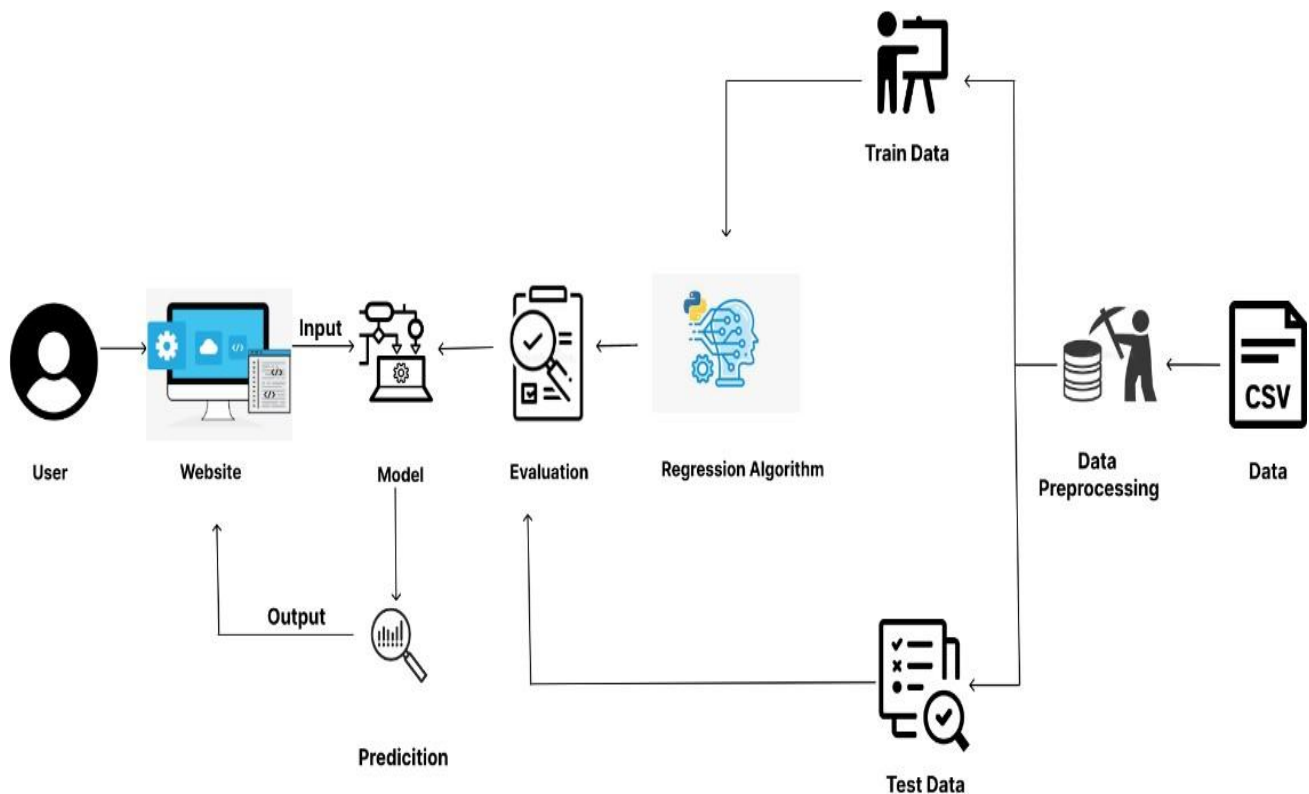 Train Data
Input
CSV
User
Website
Model
Evaluation
Regression Algorithm
Data
Preprocessing
Data
Output
Predicition
Test Data